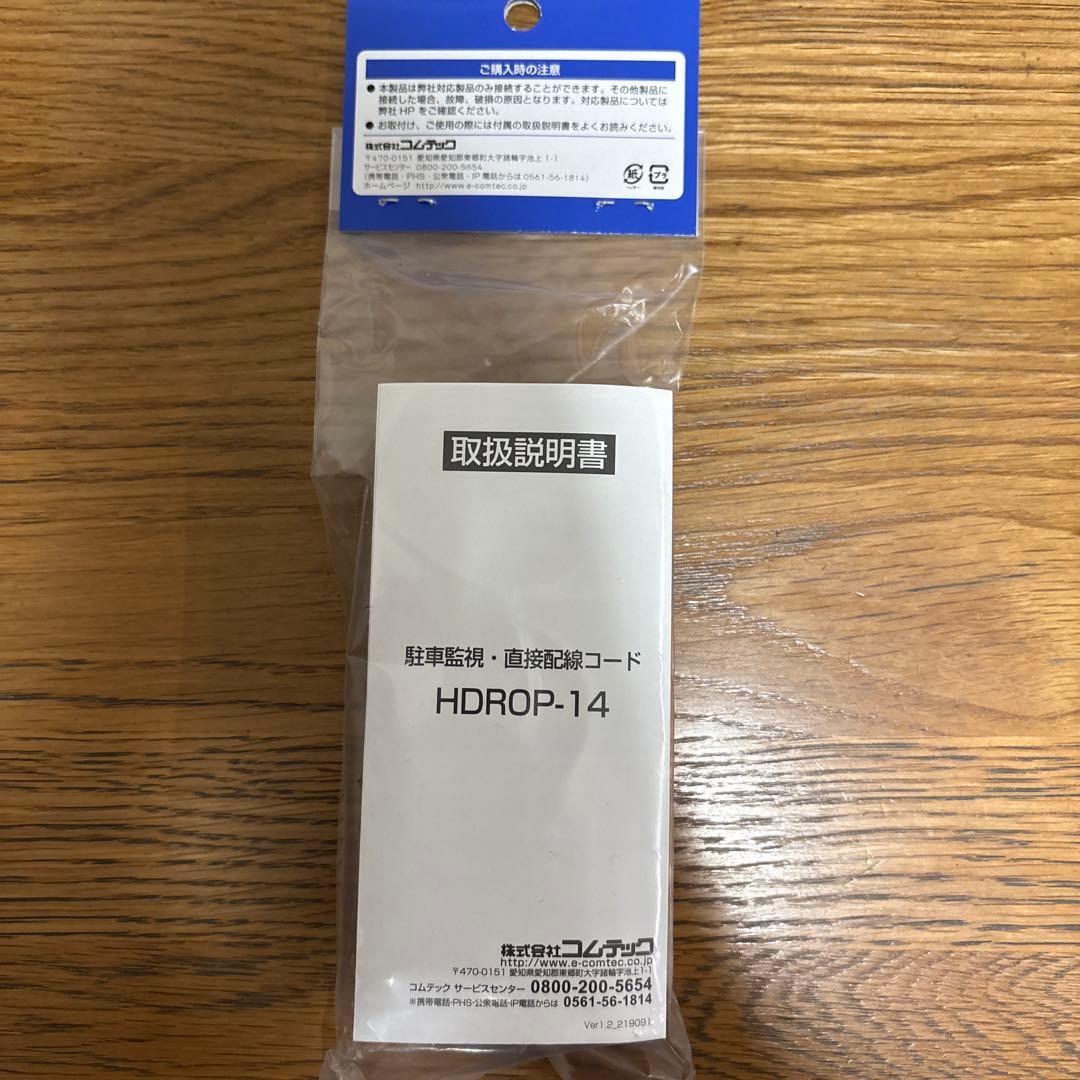 ご購入時の注意
● 本製品は弊社対応製品のみ接続することができます。その他製品に
接続した場合、故障、破損の原因となります。対応製品については
弊社HPをご確認ください。
● お取付け、ご使用の際には付属の取扱説明書をよくお読みください。
株式会社コムテック
〒470-0151 愛知県愛知郡東郷町大字諸輪字池上1-1
サービスセンター 0800-200-5654
(携帯電話・PHS・公衆電話・IP電話からは 0561-56-1814)
ホームページ http://www.e-comtec.co.jp
紙
プラ
ヘッダー
取扱説明書
駐車監視・直接配線コード
HDROP-14
株式会社コムテック
http://www.e-comtec.co.jp
〒470-0151 愛知県愛知郡東郷町大字諸輪字池上1-1
コムテック サービスセンター 0800-200-5654
※携帯電話・PHS・公衆電話・IP電話からは 0561-56-1814
Ver1.2_219091